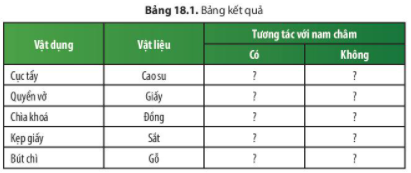 Bảng 18.1. Bảng kết quả
Vật dụng Vật liệu Tương tác với nam châm
Có Không
Cục tẩy Cao su ? ?
Quyển vở Giấy ? ?
Chìa khoá Đồng ? ?
Kẹp giấy Sắt ? ?
Bút chì Gỗ ? ?